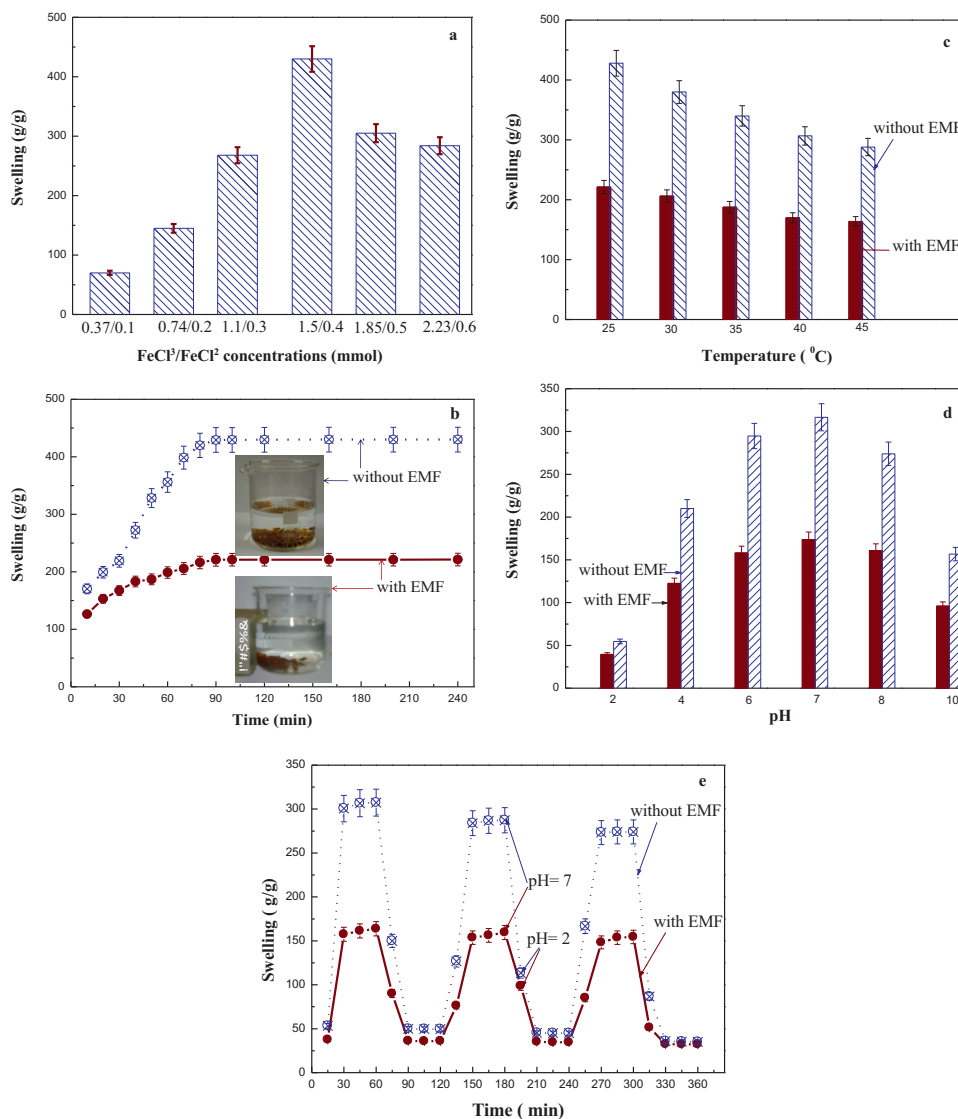 a
500
400
300
200
100
0
Swelling (g/g)
0.37/0.1 0.74/0.2 1.1/0.3 1.5/0.4 1.85/0.5 2.23/0.6
FeCl³/FeCl² concentrations (mmol)
c
500
400
300
200
100
0
Swelling (g/g)
without EMF
with EMF
25 30 35 40 45
Temperature ( ⁰C)
b
500
400
300
200
100
0
Swelling (g/g)
without EMF
with EMF
!"#$%&
0 30 60 90 120 150 180 210 240
Time (min)
d
350
300
250
200
150
100
50
0
Swelling (g/g)
without EMF
with EMF
2 4 6 7 8 10
pH
e
350
300
250
200
150
100
50
0
Swelling ( g/g)
without EMF
pH= 7
with EMF
pH= 2
0 30 60 90 120 150 180 210 240 270 300 330 360
Time ( min)